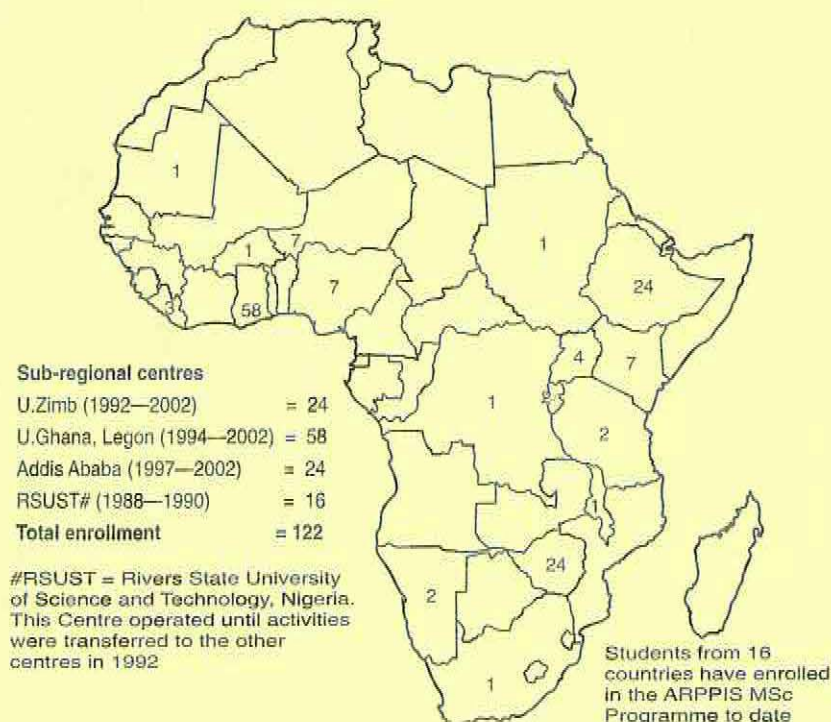 1
7
1
1
7
24
3
58
4
7
Sub-regional centres
U.Zimb (1992—2002) = 24
1
U.Ghana, Legon (1994—2002) = 58
2
Addis Ababa (1997—2002) = 24
RSUST# (1988—1990) = 16
Total enrollment = 122
24
#RSUST = Rivers State University
of Science and Technology, Nigeria.
This Centre operated until activities
were transferred to the other
centres in 1992
2
1
Students from 16
countries have enrolled
in the ARPPIS MSc
Programme to date